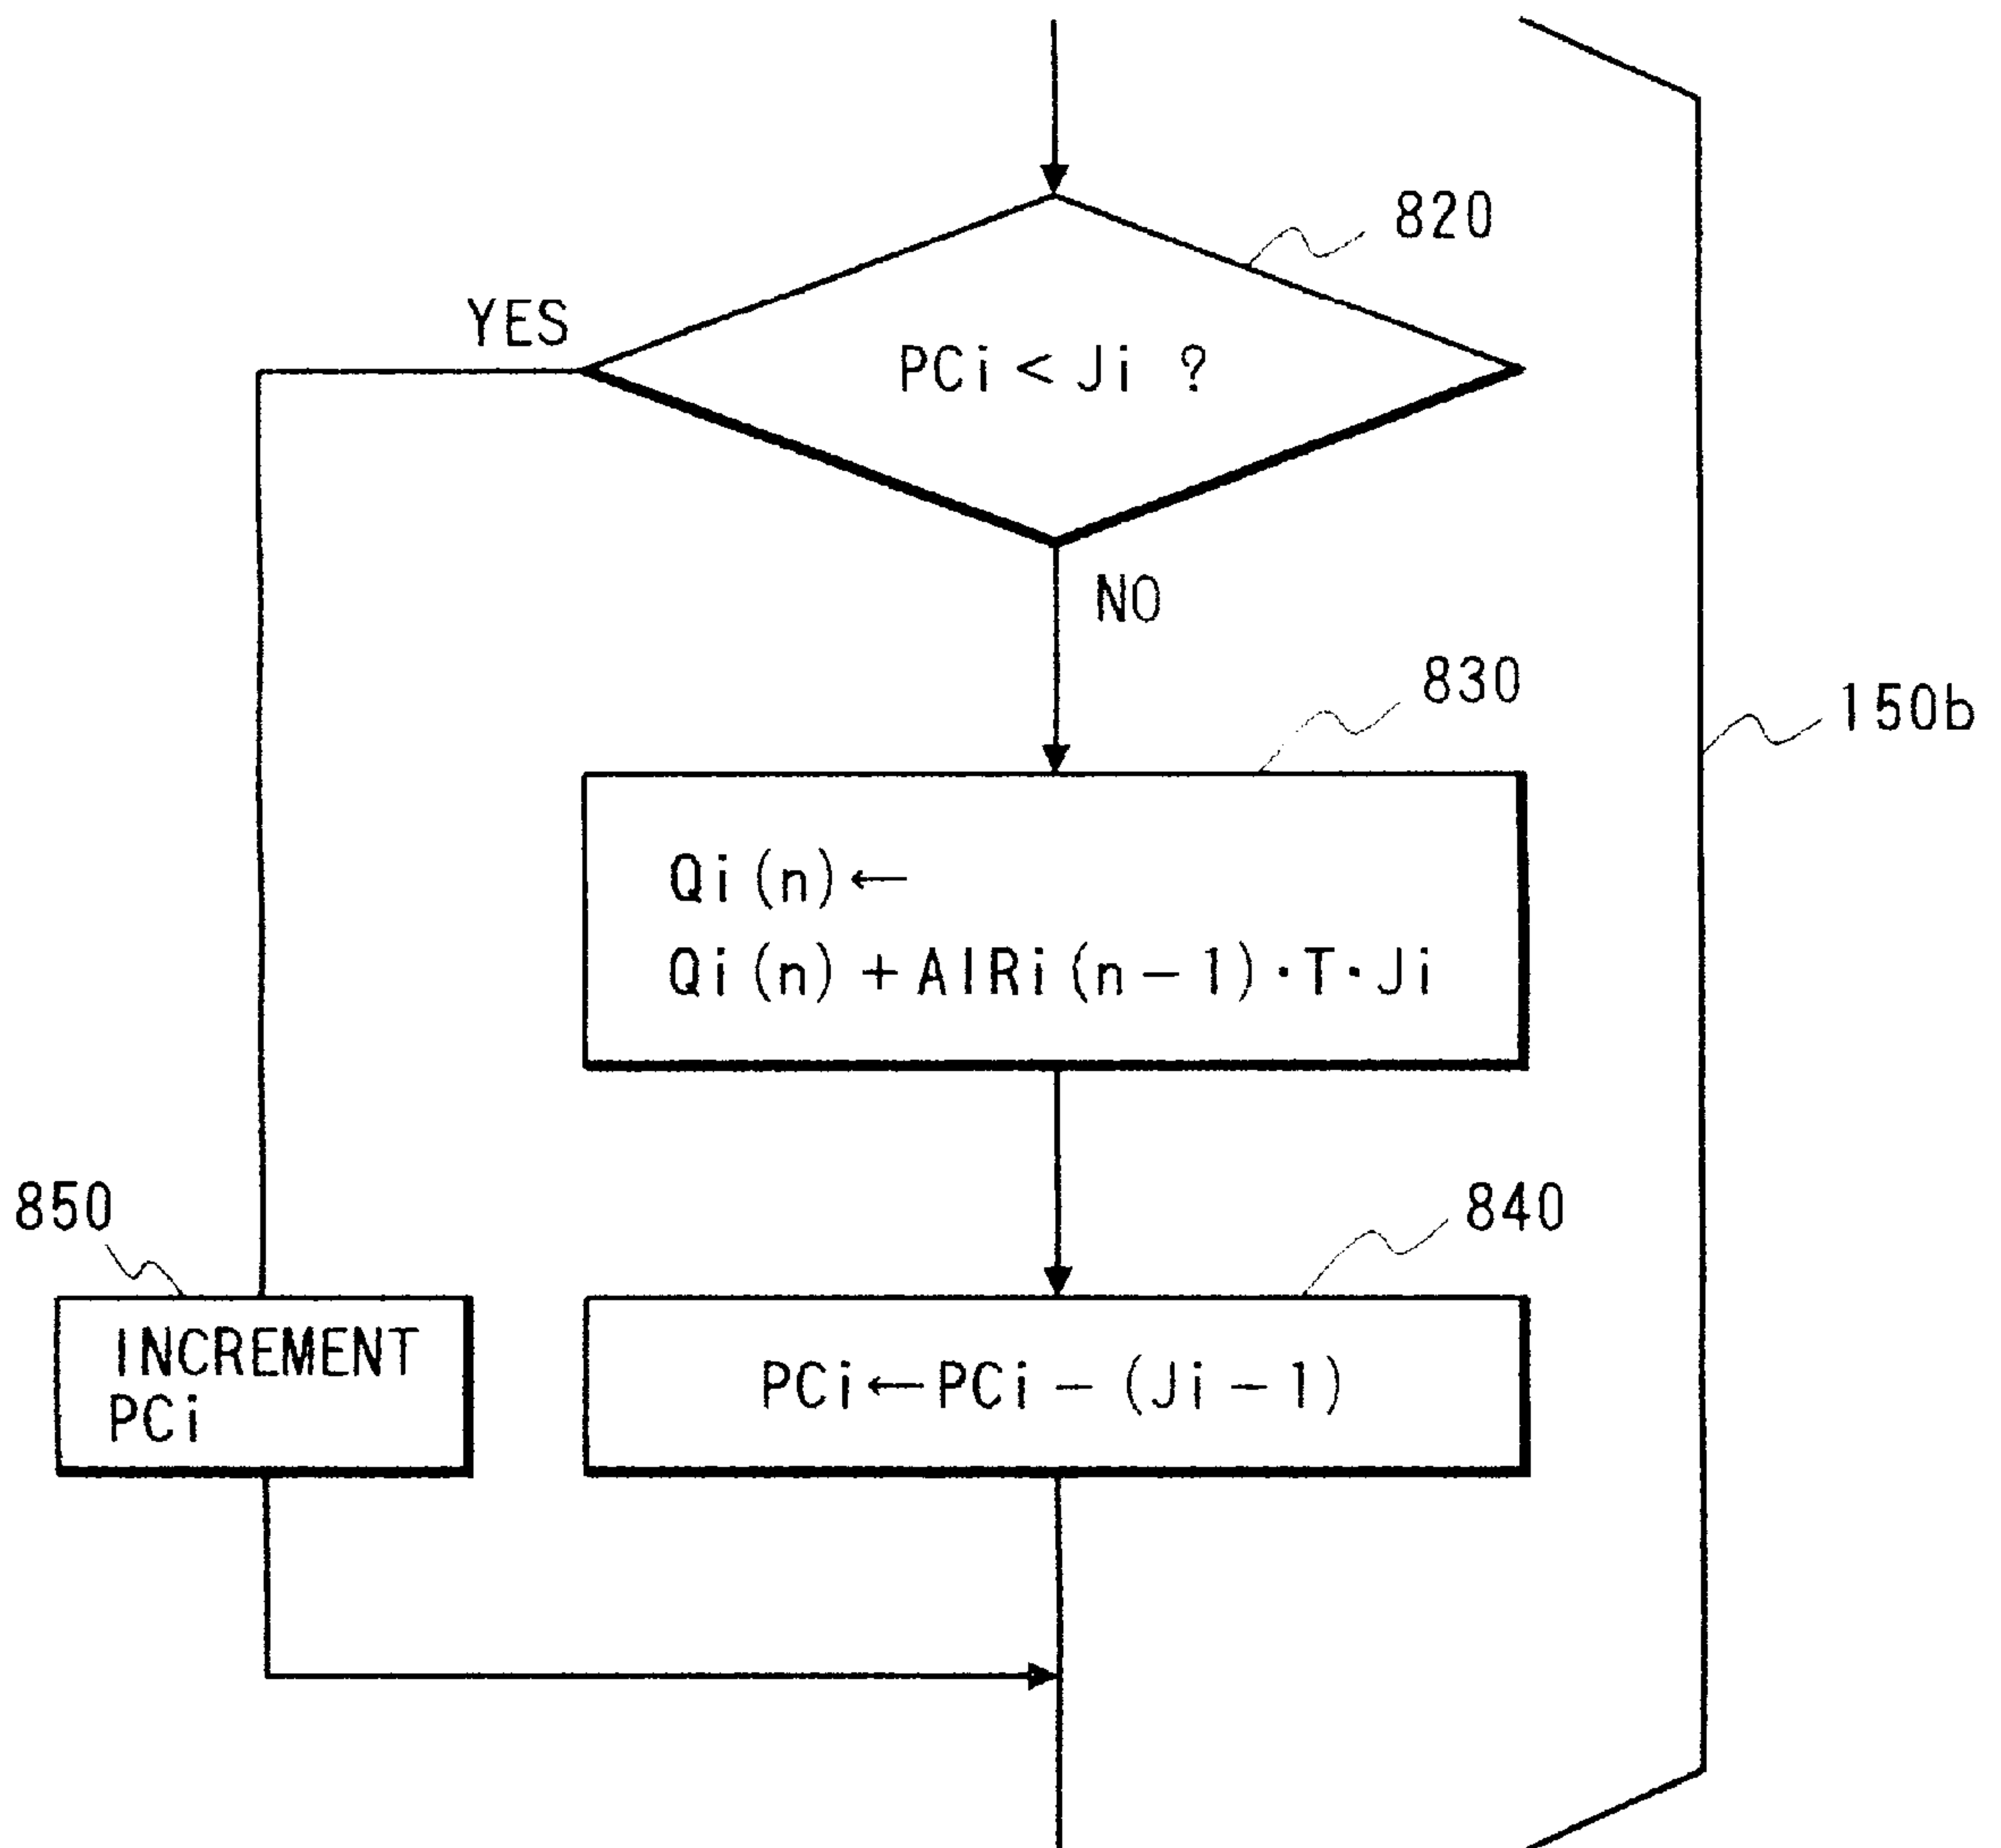 820
YES
PCi < Ji ?
NO
830
150b
Qi(n)←
Qi(n)+AIRi(n−1)·T·Ji
850
840
INCREMENT
PCi
PCi←PCi−(Ji−1)